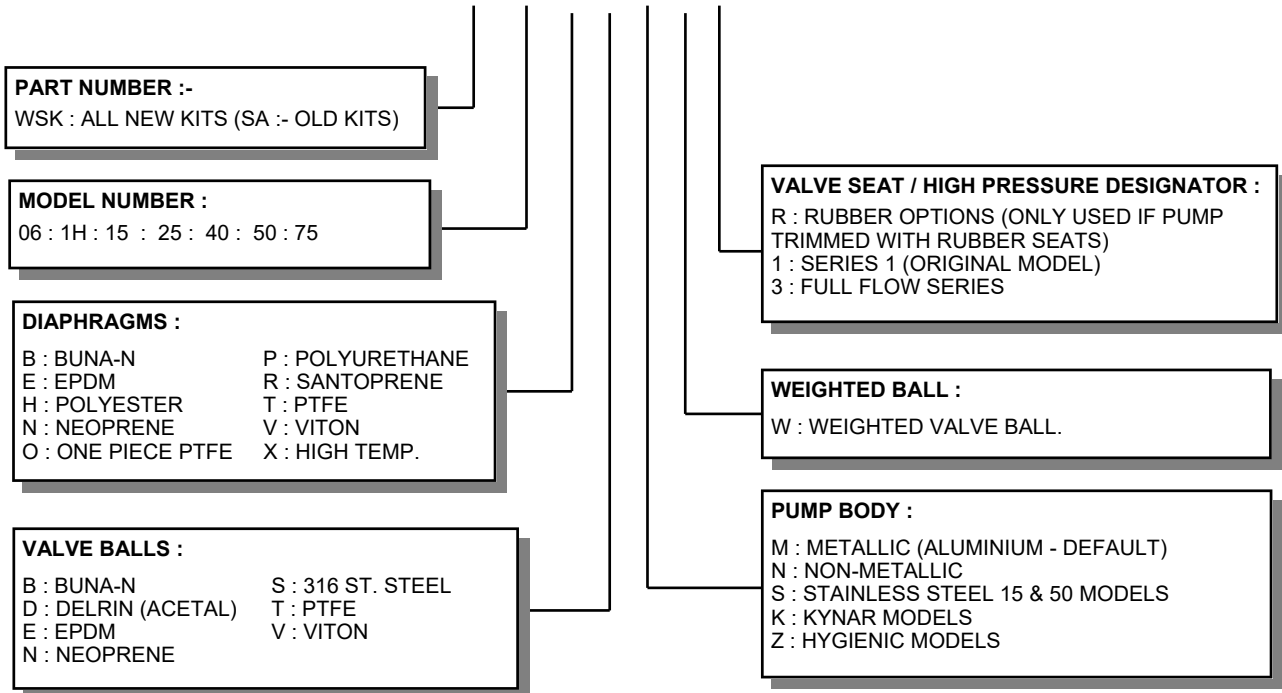 PART NUMBER :-
WSK : ALL NEW KITS (SA :- OLD KITS)
MODEL NUMBER :
06 : 1H : 15 : 25 : 40 : 50 : 75
DIAPHRAGMS :
B : BUNA-N P : POLYURETHANE
E : EPDM R : SANTOPRENE
H : POLYESTER T : PTFE
N : NEOPRENE V : VITON
O : ONE PIECE PTFE X : HIGH TEMP.
VALVE BALLS :
B : BUNA-N S : 316 ST. STEEL
D : DELRIN (ACETAL) T : PTFE
E : EPDM V : VITON
N : NEOPRENE
VALVE SEAT / HIGH PRESSURE DESIGNATOR :
R : RUBBER OPTIONS (ONLY USED IF PUMP
TRIMMED WITH RUBBER SEATS)
1 : SERIES 1 (ORIGINAL MODEL)
3 : FULL FLOW SERIES
WEIGHTED BALL :
W : WEIGHTED VALVE BALL.
PUMP BODY :
M : METALLIC (ALUMINIUM - DEFAULT)
N : NON-METALLIC
S : STAINLESS STEEL 15 & 50 MODELS
K : KYNAR MODELS
Z : HYGIENIC MODELS